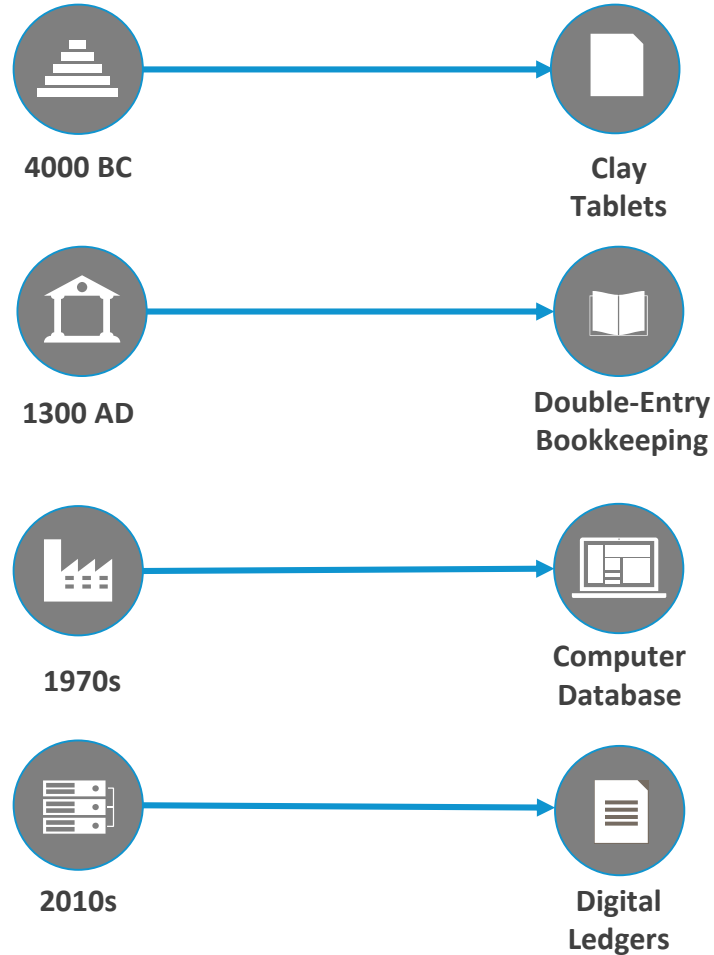 4000 BC
Clay
Tablets
1300 AD
Double-Entry
Bookkeeping
1970s
Computer
Database
2010s
Digital
Ledgers